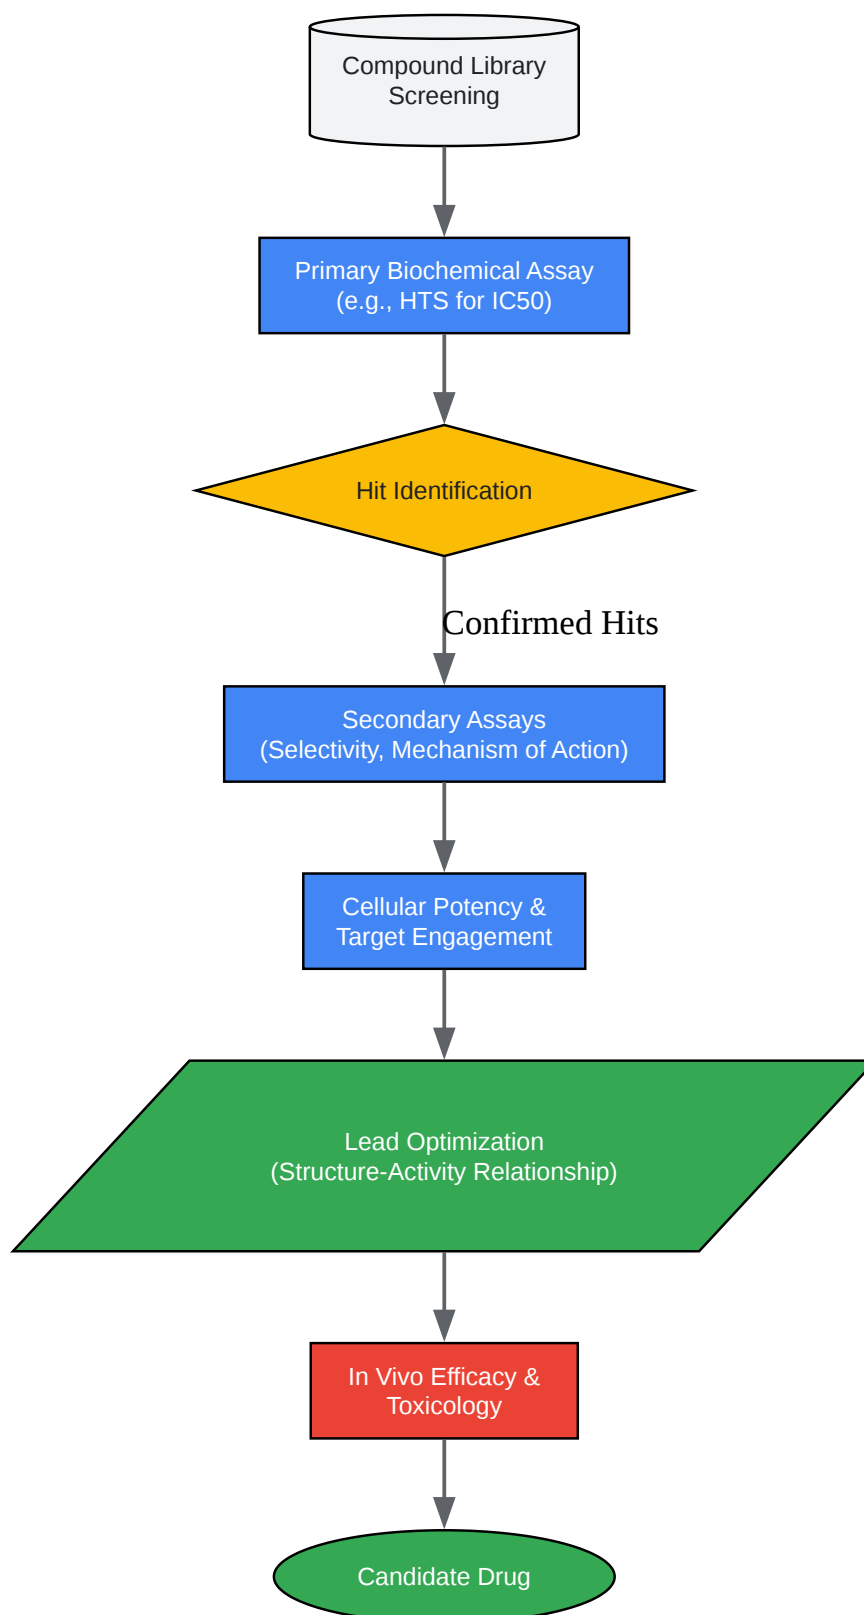 Compound Library
Screening
Primary Biochemical Assay
(e.g., HTS for IC50)
Hit Identification
Confirmed Hits
Secondary Assays
(Selectivity, Mechanism of Action)
Cellular Potency &
Target Engagement
Lead Optimization
(Structure-Activity Relationship)
In Vivo Efficacy &
Toxicology
Candidate Drug